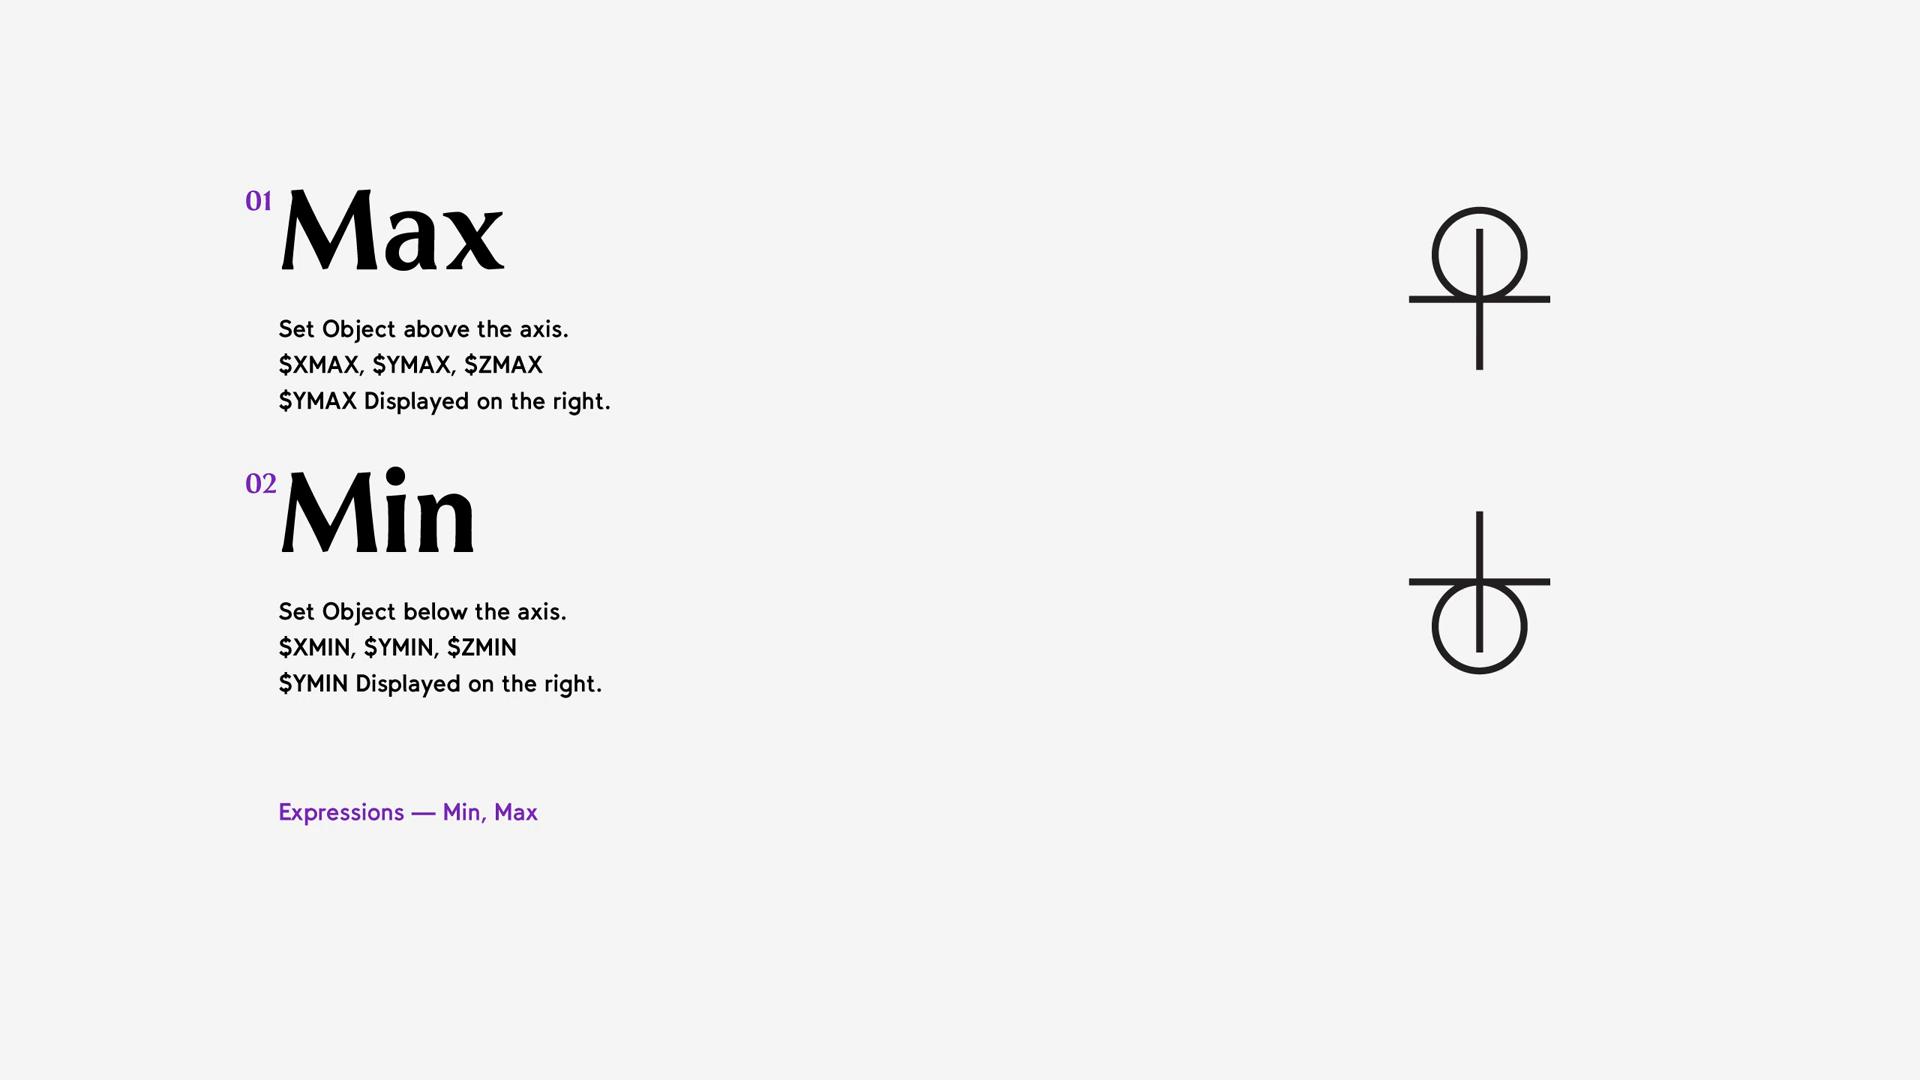 01
Max
Set Object above the axis.
$XMAX, $YMAX, $ZMAX
$YMAX Displayed on the right.
02
Min
Set Object below the axis.
$XMIN, $YMIN, $ZMIN
$YMIN Displayed on the right.
Expressions — Min, Max